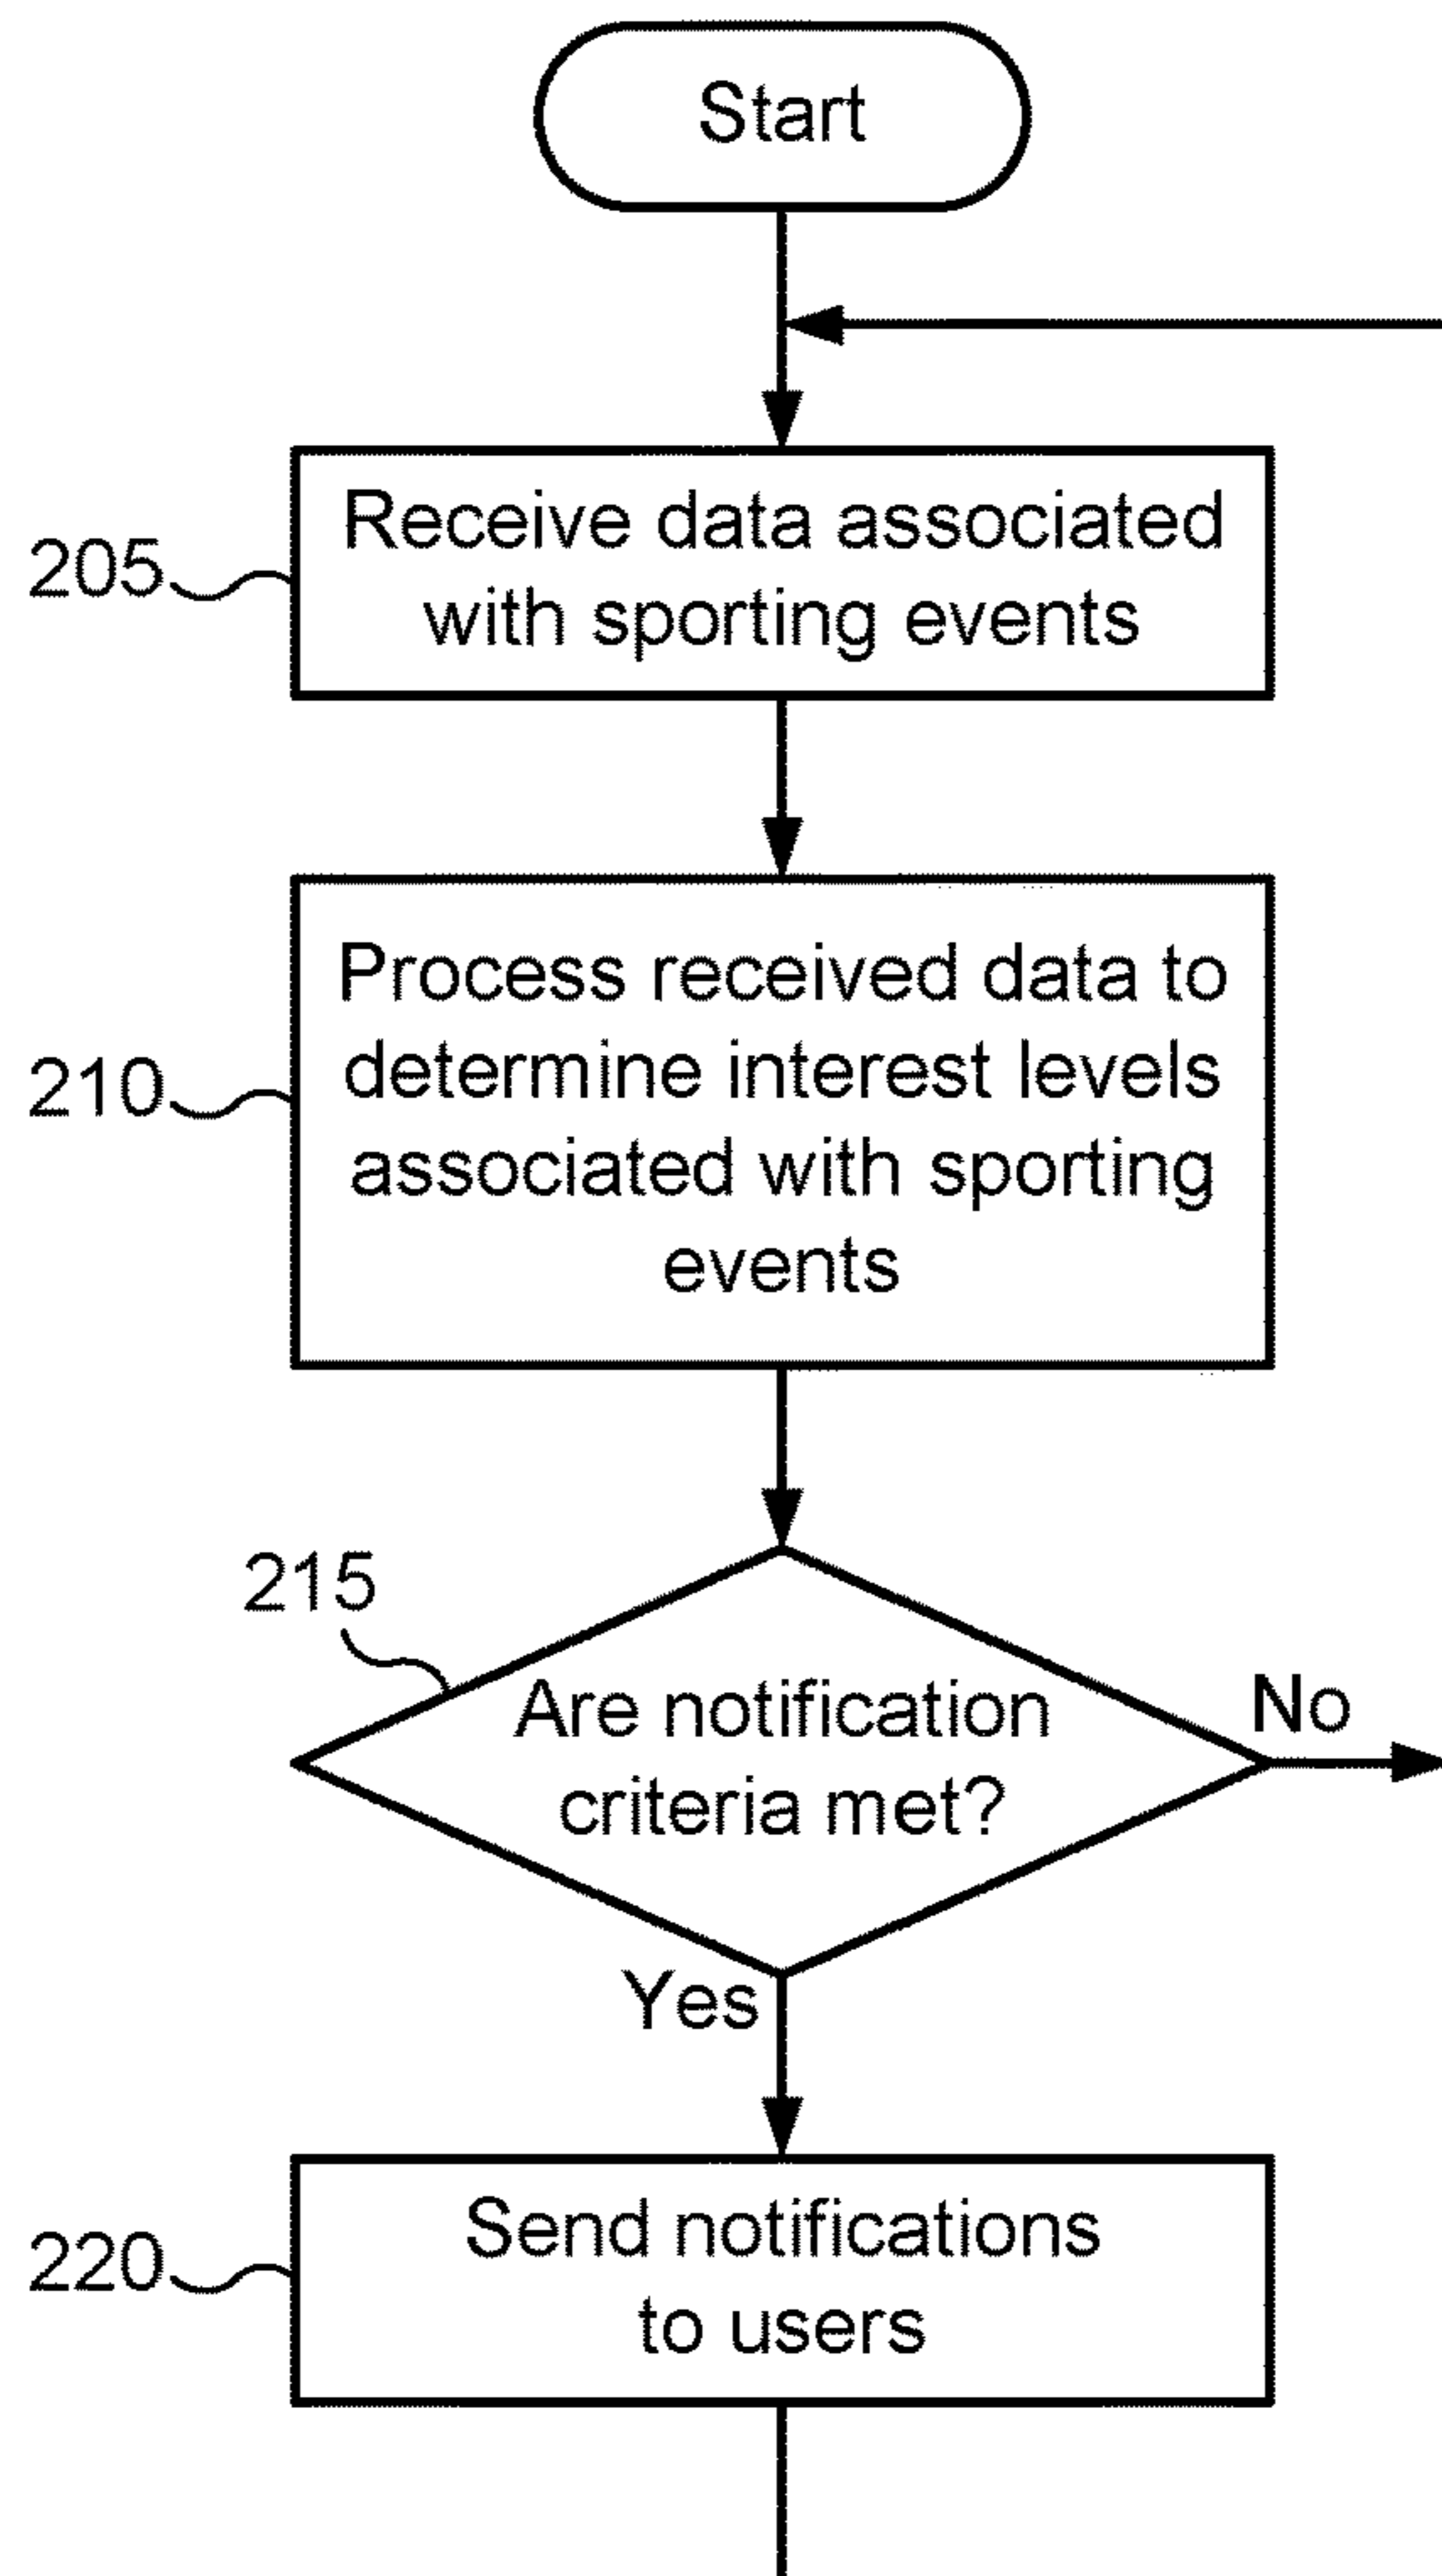 Start
205
Receive data associated
with sporting events
210
Process received data to
determine interest levels
associated with sporting
events
215
Are notification
criteria met?
No
Yes
220
Send notifications
to users